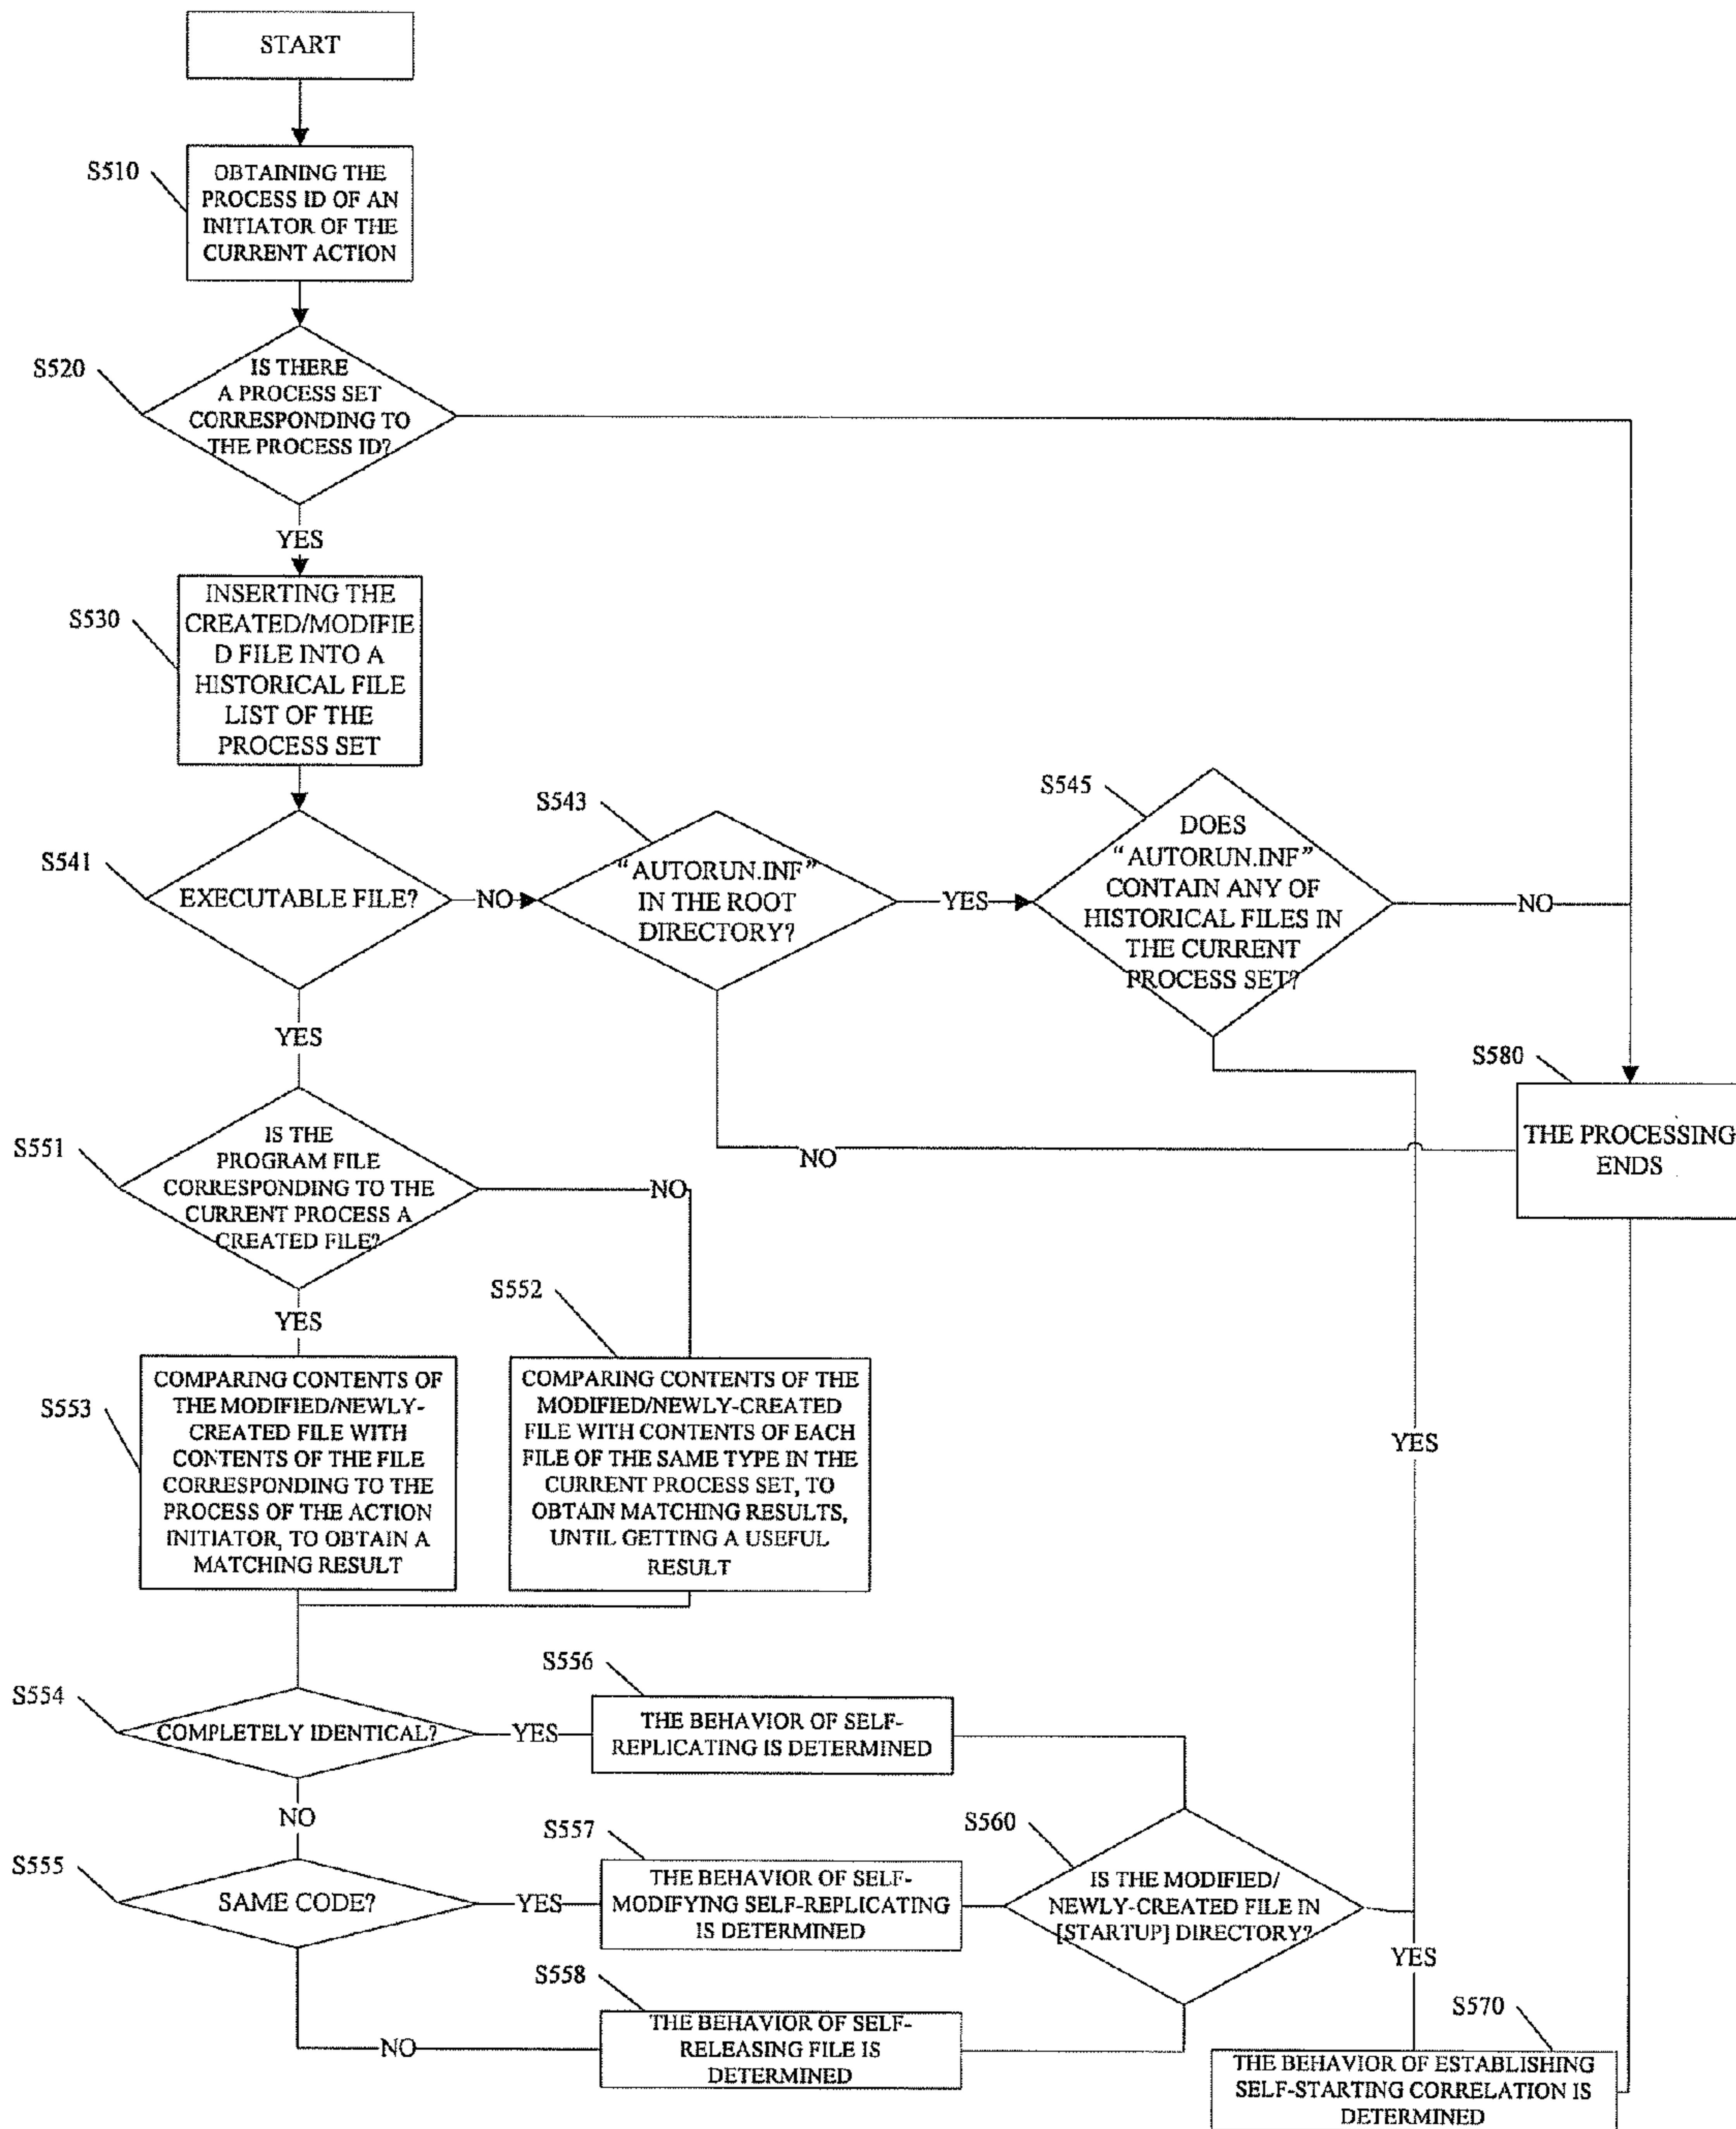 START
S510
OBTAINING THE
PROCESS ID OF AN
INITIATOR OF THE
CURRENT ACTION
S520
IS THERE
A PROCESS SET
CORRESPONDING TO
THE PROCESS ID?
YES
S530
INSERTING THE
CREATED/MODIFIE
D FILE INTO A
HISTORICAL FILE
LIST OF THE
PROCESS SET
S541
EXECUTABLE FILE?
NO
S543
“AUTORUN.INF”
IN THE ROOT
DIRECTORY?
YES
S545
DOES
“AUTORUN.INF”
CONTAIN ANY OF
HISTORICAL FILES IN
THE CURRENT
PROCESS SET?
NO
YES
NO
S580
THE PROCESSING
ENDS
S551
IS THE
PROGRAM FILE
CORRESPONDING TO THE
CURRENT PROCESS A
CREATED FILE?
NO
YES
S553
COMPARING CONTENTS OF
THE MODIFIED/NEWLY-
CREATED FILE WITH
CONTENTS OF THE FILE
CORRESPONDING TO THE
PROCESS OF THE ACTION
INITIATOR, TO OBTAIN A
MATCHING RESULT
S552
COMPARING CONTENTS OF THE
MODIFIED/NEWLY-CREATED
FILE WITH CONTENTS OF EACH
FILE OF THE SAME TYPE IN THE
CURRENT PROCESS SET, TO
OBTAIN MATCHING RESULTS,
UNTIL GETTING A USEFUL
RESULT
YES
S554
COMPLETELY IDENTICAL?
YES
S556
THE BEHAVIOR OF SELF-
REPLICATING IS DETERMINED
NO
S555
SAME CODE?
YES
S557
THE BEHAVIOR OF SELF-
MODIFYING SELF-REPLICATING
IS DETERMINED
S560
IS THE MODIFIED/
NEWLY-CREATED FILE IN
[STARTUP] DIRECTORY?
YES
NO
S558
THE BEHAVIOR OF SELF-
RELEASING FILE IS
DETERMINED
S570
THE BEHAVIOR OF ESTABLISHING
SELF-STARTING CORRELATION IS
DETERMINED